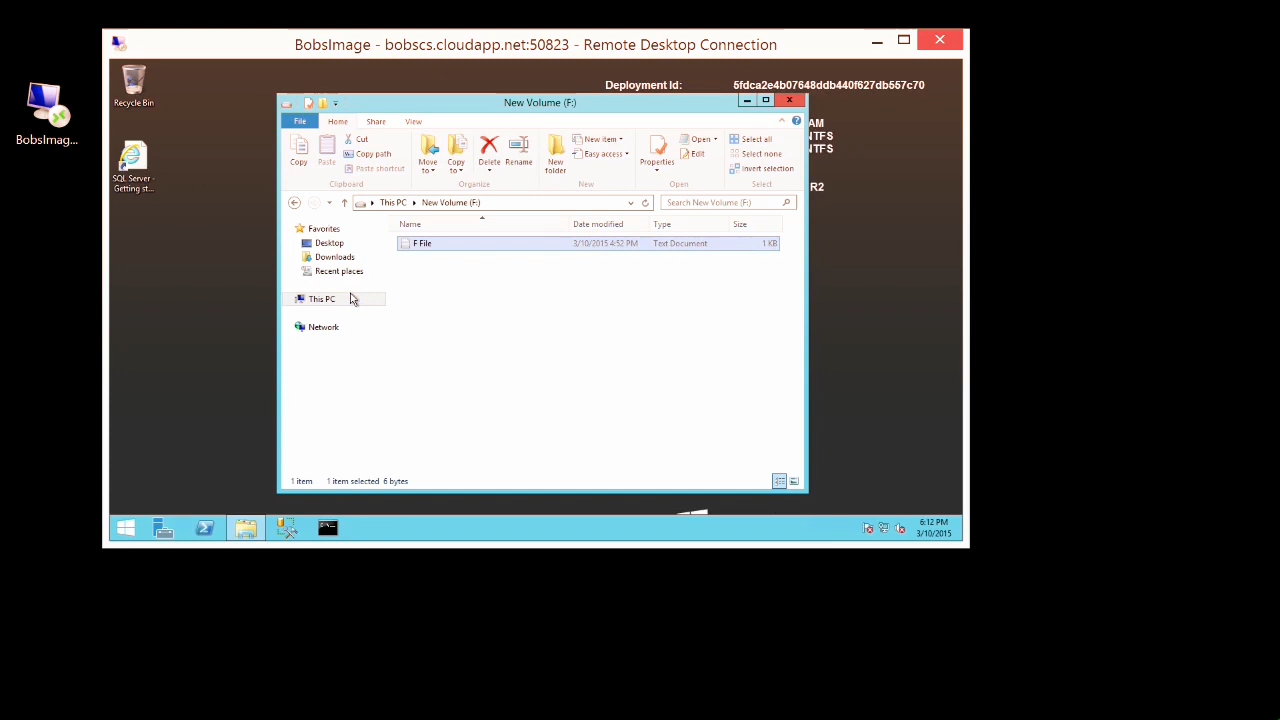 BobsImage - bobscs.cloudapp.net:50823 - Remote Desktop Connection
BobsImag...
Recycle Bin
SQL Server -
Getting st...
Deployment Id: 5fdca2e4b07648ddb440f627db557c70
AM
NTFS
NTFS
R2
New Volume (F:)
File Home Share View
Copy Paste Cut
Copy path
Paste shortcut
Clipboard
Move to Copy to Delete Rename
Organize
New folder New item
Easy access
New
Properties Open
Edit
Open
Select all
Select none
Invert selection
Select
This PC New Volume (F:) Search New Volume (F:)
Favorites
Desktop
Downloads
Recent places
This PC
Network
Name Date modified Type Size
F File 3/10/2015 4:52 PM Text Document 1 KB
1 item 1 item selected 6 bytes
6:12 PM
3/10/2015